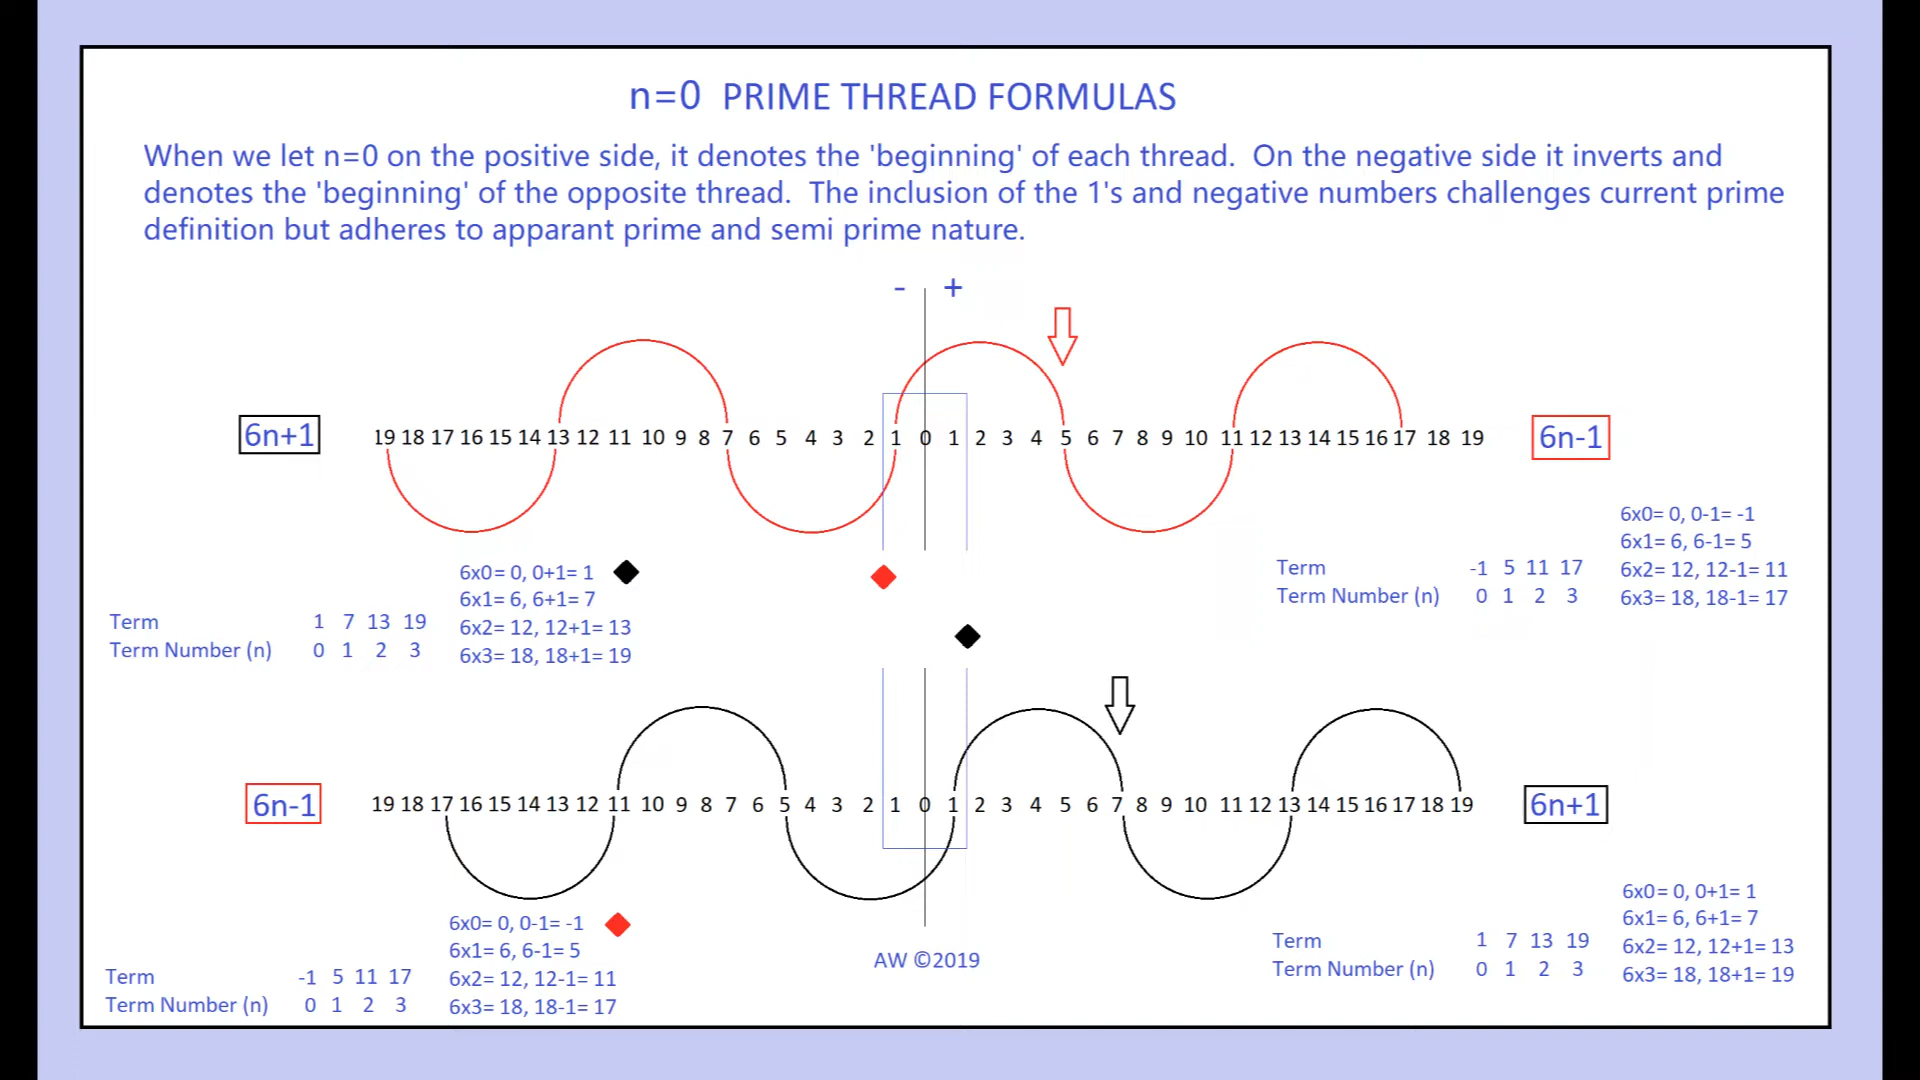 n=0 PRIME THREAD FORMULAS
When we let n=0 on the positive side, it denotes the 'beginning' of each thread. On the negative side it inverts and
denotes the 'beginning' of the opposite thread. The inclusion of the 1's and negative numbers challenges current prime
definition but adheres to apparant prime and semi prime nature.
- +
6n+1
19 18 17 16 15 14 13 12 11 10 9 8 7 6 5 4 3 2 1 0 1 2 3 4 5 6 7 8 9 10 11 12 13 14 15 16 17 18 19
6n-1
6x0= 0, 0+1= 1
6x1= 6, 6+1= 7
6x2= 12, 12+1= 13
6x3= 18, 18+1= 19
Term 1 7 13 19
Term Number (n) 0 1 2 3
Term -1 5 11 17
Term Number (n) 0 1 2 3
6x0= 0, 0-1= -1
6x1= 6, 6-1= 5
6x2= 12, 12-1= 11
6x3= 18, 18-1= 17
6n-1
19 18 17 16 15 14 13 12 11 10 9 8 7 6 5 4 3 2 1 0 1 2 3 4 5 6 7 8 9 10 11 12 13 14 15 16 17 18 19
6n+1
6x0= 0, 0-1= -1
6x1= 6, 6-1= 5
6x2= 12, 12-1= 11
6x3= 18, 18-1= 17
Term -1 5 11 17
Term Number (n) 0 1 2 3
AW ©2019
Term 1 7 13 19
Term Number (n) 0 1 2 3
6x0= 0, 0+1= 1
6x1= 6, 6+1= 7
6x2= 12, 12+1= 13
6x3= 18, 18+1= 19